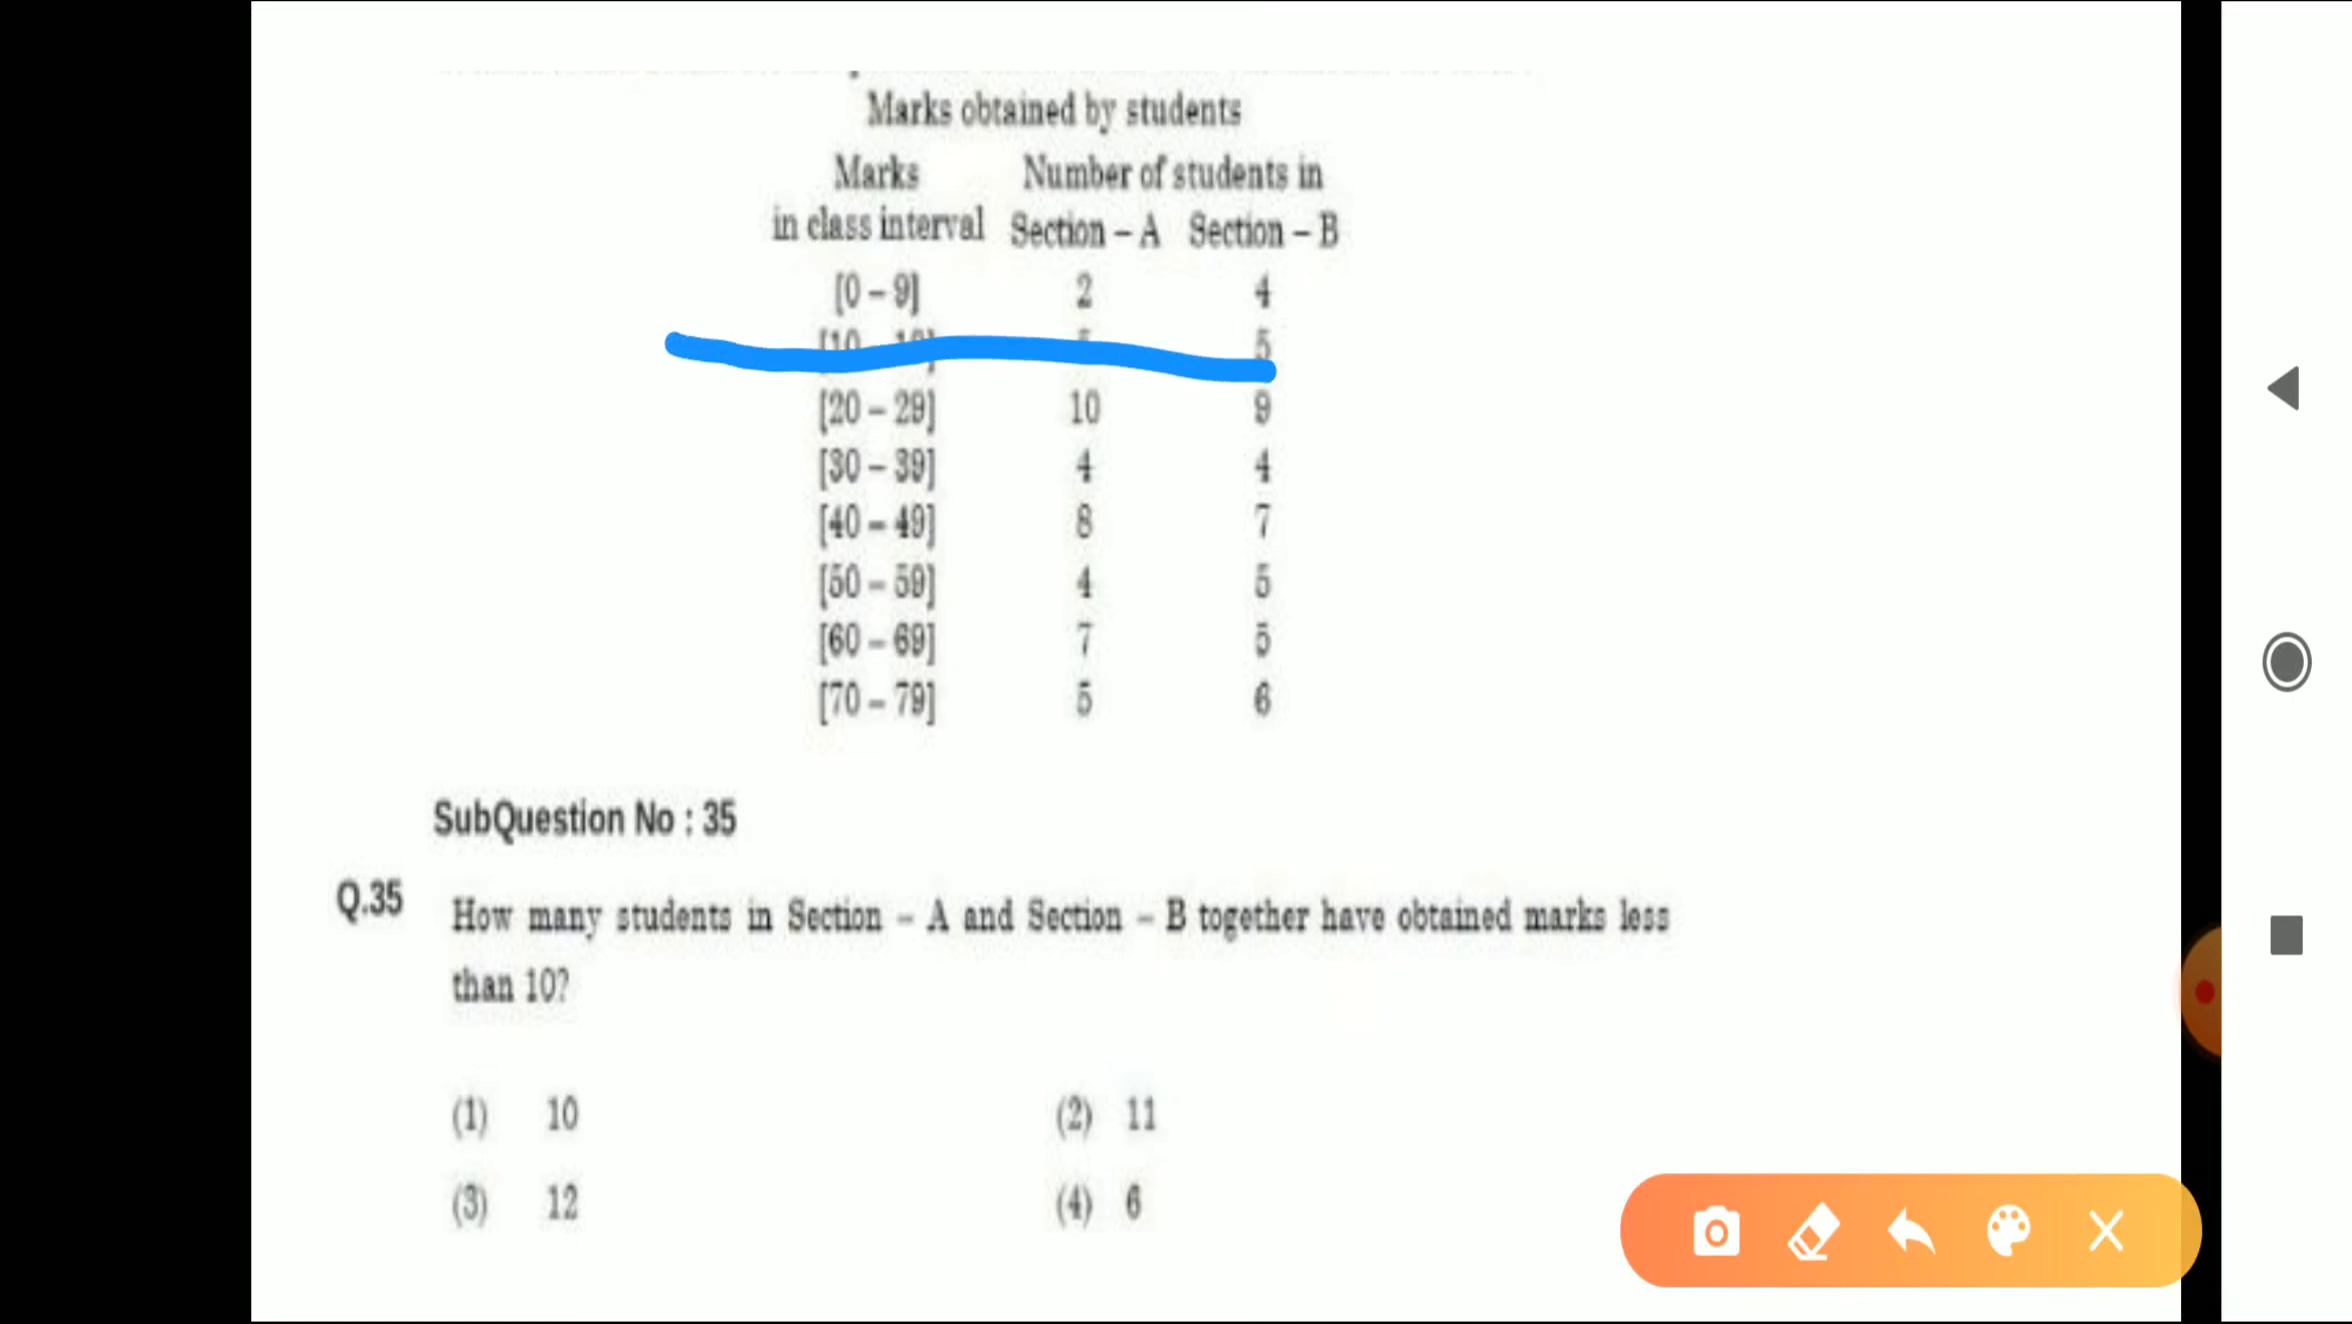 Marks obtained by students
Marks Number of students in
in class interval Section – A Section – B
[0 – 9] 2 4
5
[20 – 29] 10 9
[30 – 39] 4 4
[40 – 49] 8 7
[50 – 59] 4 5
[60 – 69] 7 5
[70 – 79] 5 6
SubQuestion No : 35
Q.35 How many students in Section – A and Section – B together have obtained marks less
than 10?
(1) 10 (2) 11
(3) 12 (4) 6